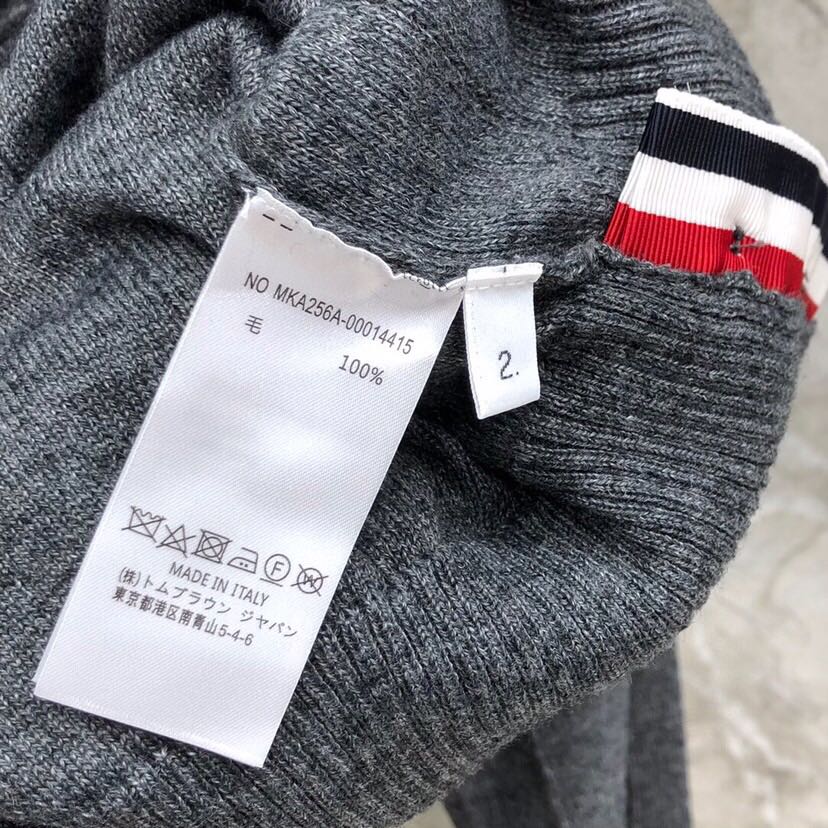 NO MKA256A-00014415
毛
100%
F
W
MADE IN ITALY
(株)トムブラウン ジャパン
東京都港区南青山5-4-6
2.